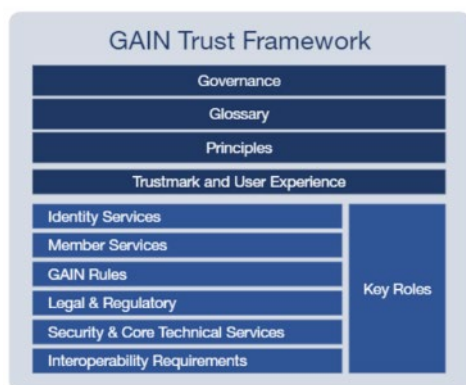 GAIN Trust Framework
Governance
Glossary
Principles
Trustmark and User Experience
Identity Services
Member Services
GAIN Rules
Legal & Regulatory
Security & Core Technical Services
Interoperability Requirements
Key Roles